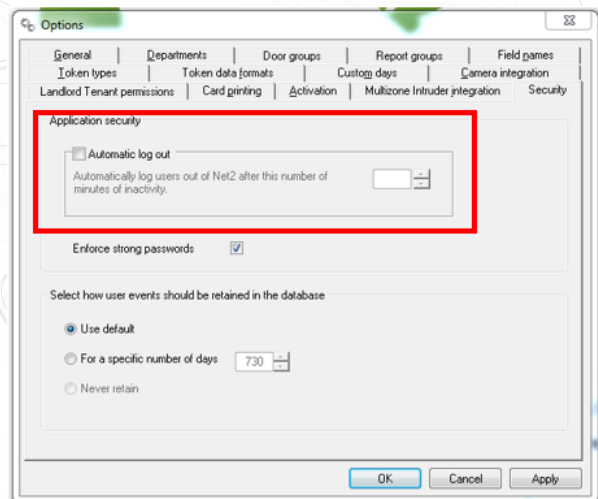 Options
General Departments Door groups Report groups Field names
Token types Token data formats Custom days Camera integration
Landlord Tenant permissions Card printing Activation Multizone Intruder integration Security
Application security
Automatic log out
Automatically log users out of Net2 after this number of
minutes of inactivity.
Enforce strong passwords
Select how user events should be retained in the database
Use default
For a specific number of days 730
Never retain
OK Cancel Apply